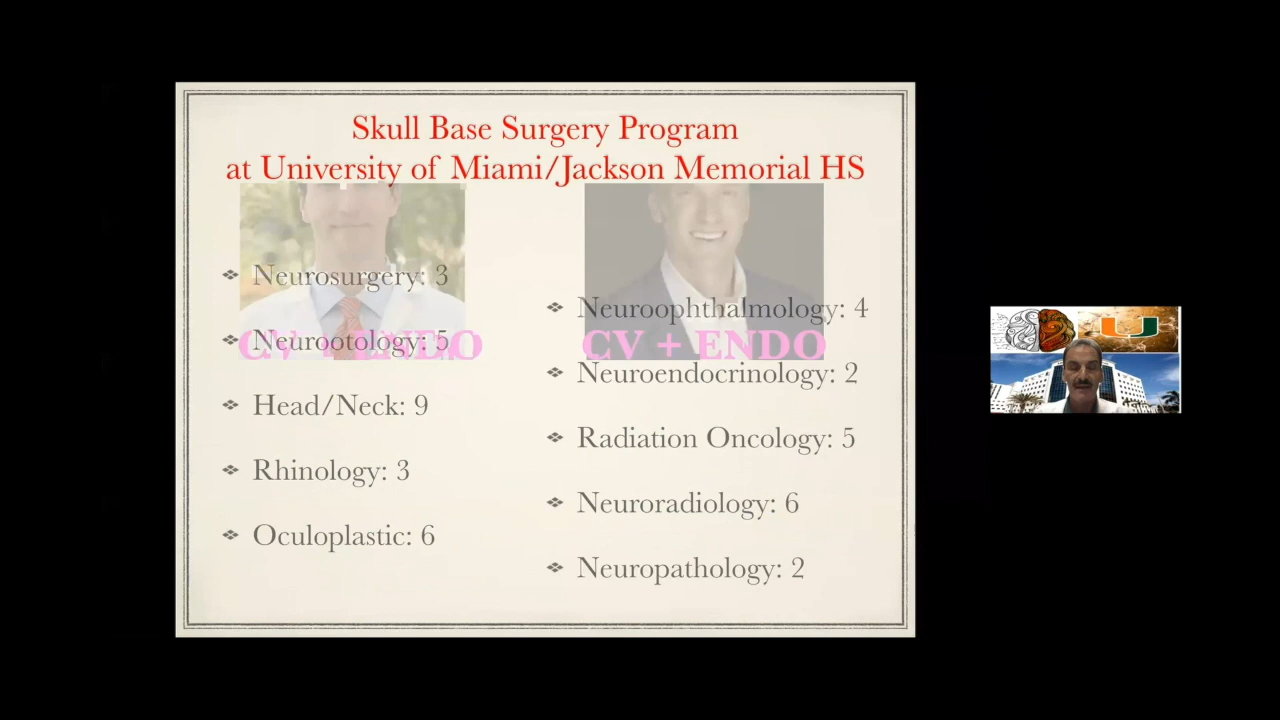 Skull Base Surgery Program
at University of Miami/Jackson Memorial HS
Neurosurgery: 3
Neurootology: 5
CV + ENDO
Head/Neck: 9
Rhinology: 3
Oculoplastic: 6
Neuroophthalmology: 4
CV + ENDO
Neuroendocrinology: 2
Radiation Oncology: 5
Neuroradiology: 6
Neuropathology: 2